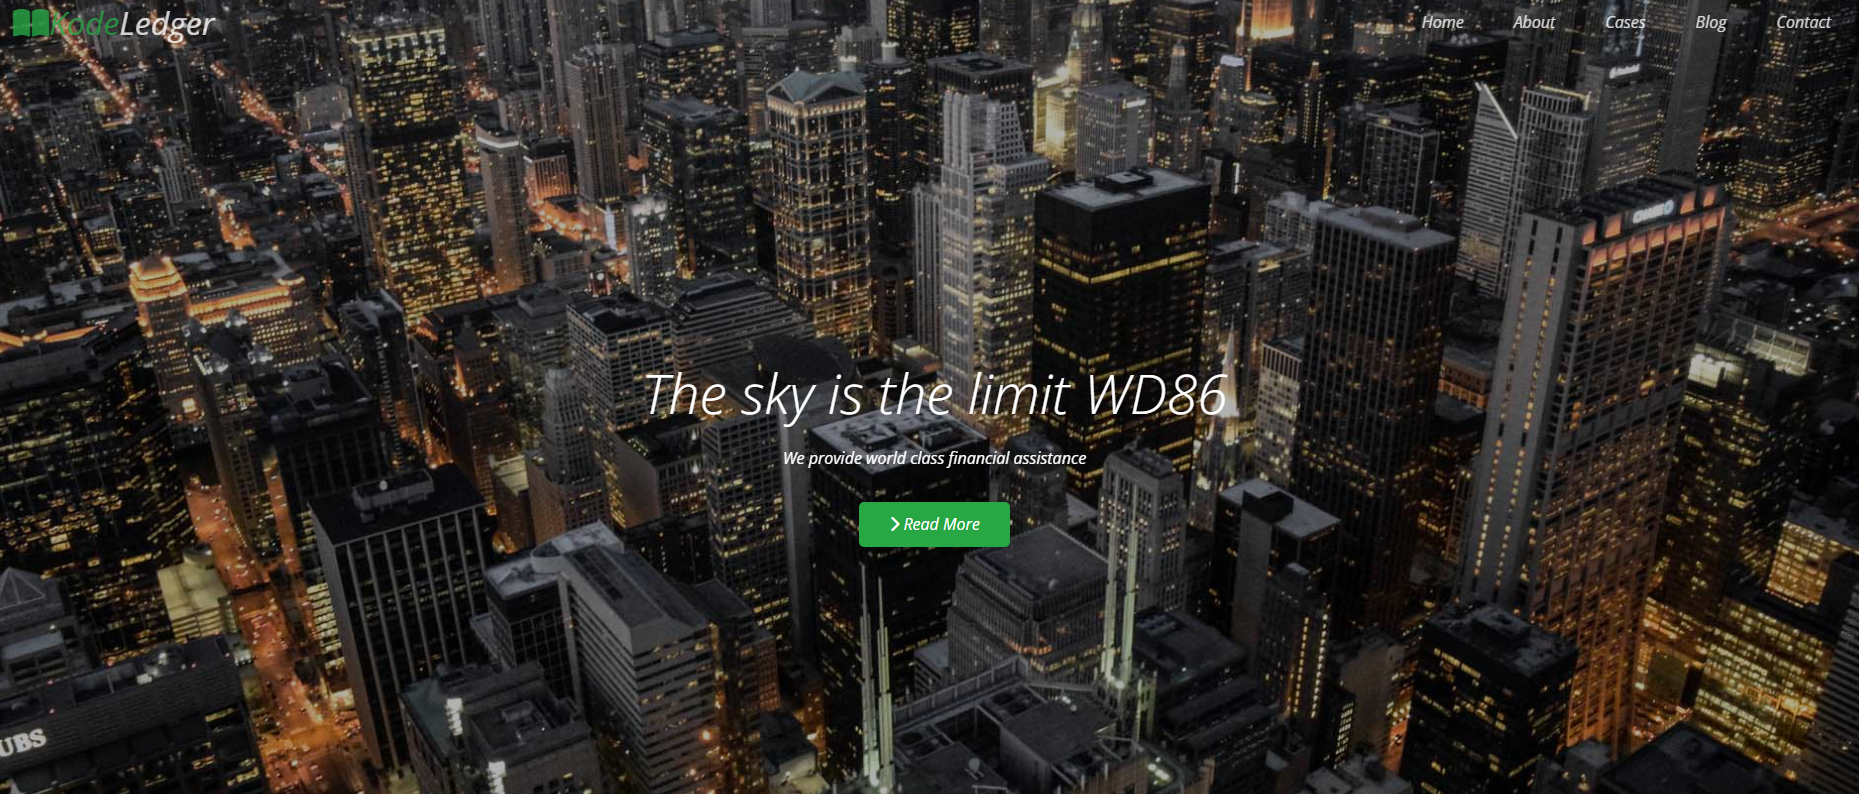 KodeLedger
Home
About
Cases
Blog
Contact
The sky is the limit WD86
We provide world class financial assistance
Read More
UBS